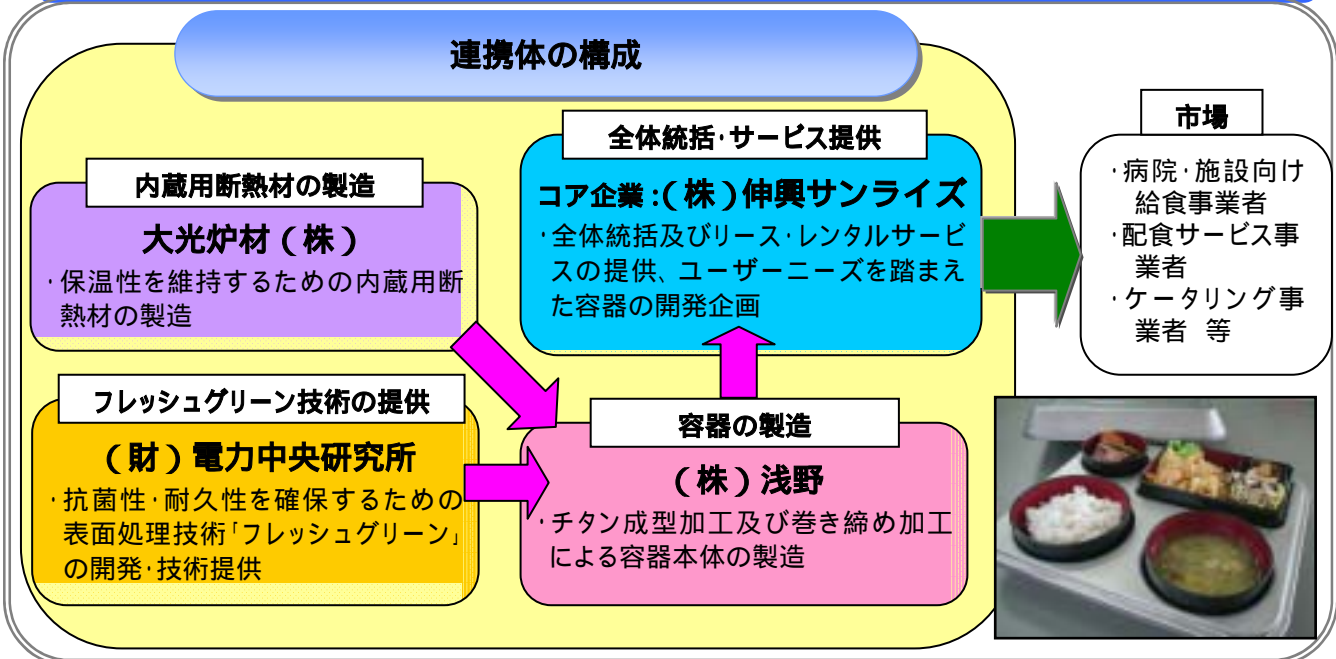 連携体の構成
内蔵用断熱材の製造
大光炉材(株)
・保温性を維持するための内蔵用断
熱材の製造
フレッシュグリーン技術の提供
(財)電力中央研究所
・抗菌性・耐久性を確保するための
表面処理技術「フレッシュグリーン」
の開発・技術提供
全体統括・サービス提供
コア企業:(株)伸興サンライズ
・全体統括及びリース・レンタルサービ
スの提供、ユーザーニーズを踏まえ
た容器の開発企画
容器の製造
(株)浅野
・チタン成型加工及び巻き締め加工
による容器本体の製造
市場
・病院・施設向け
給食事業者
・配食サービス事
業者
・ケータリング事
業者 等